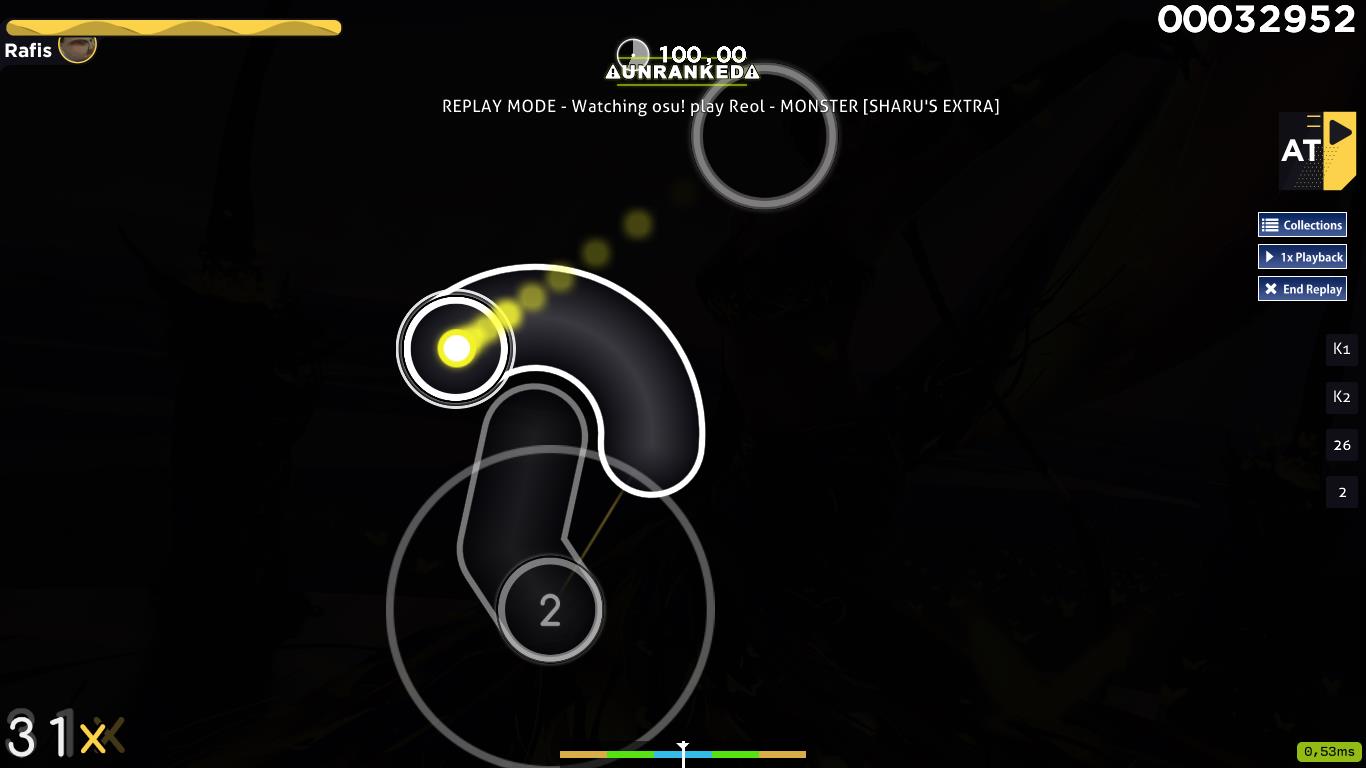 00032952
Rafis
100,00
UNRANKED
REPLAY MODE - Watching osu! play Reol - MONSTER [SHARU'S EXTRA]
AT
Collections
1x Playback
End Replay
K1
K2
26
2
2
31x
0,53ms